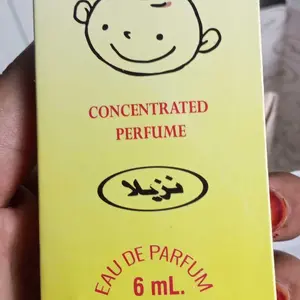 CONCENTRATED
PERFUME
نزيلا
EAU DE PARFUM
6 mL.